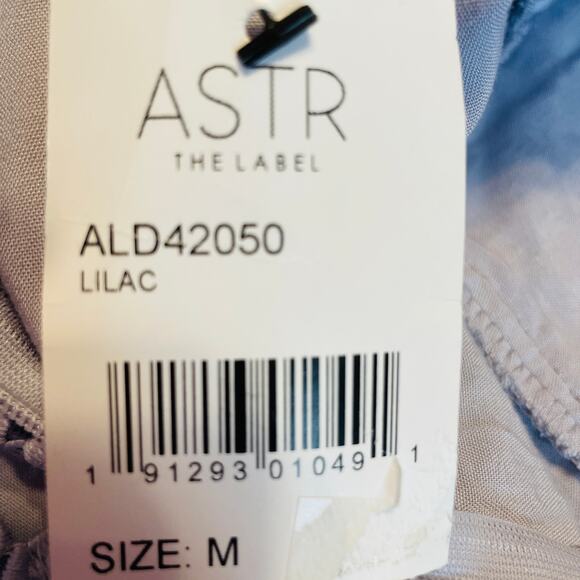 ASTR
THE LABEL
ALD42050
LILAC
1 91293 01049 1
SIZE: M